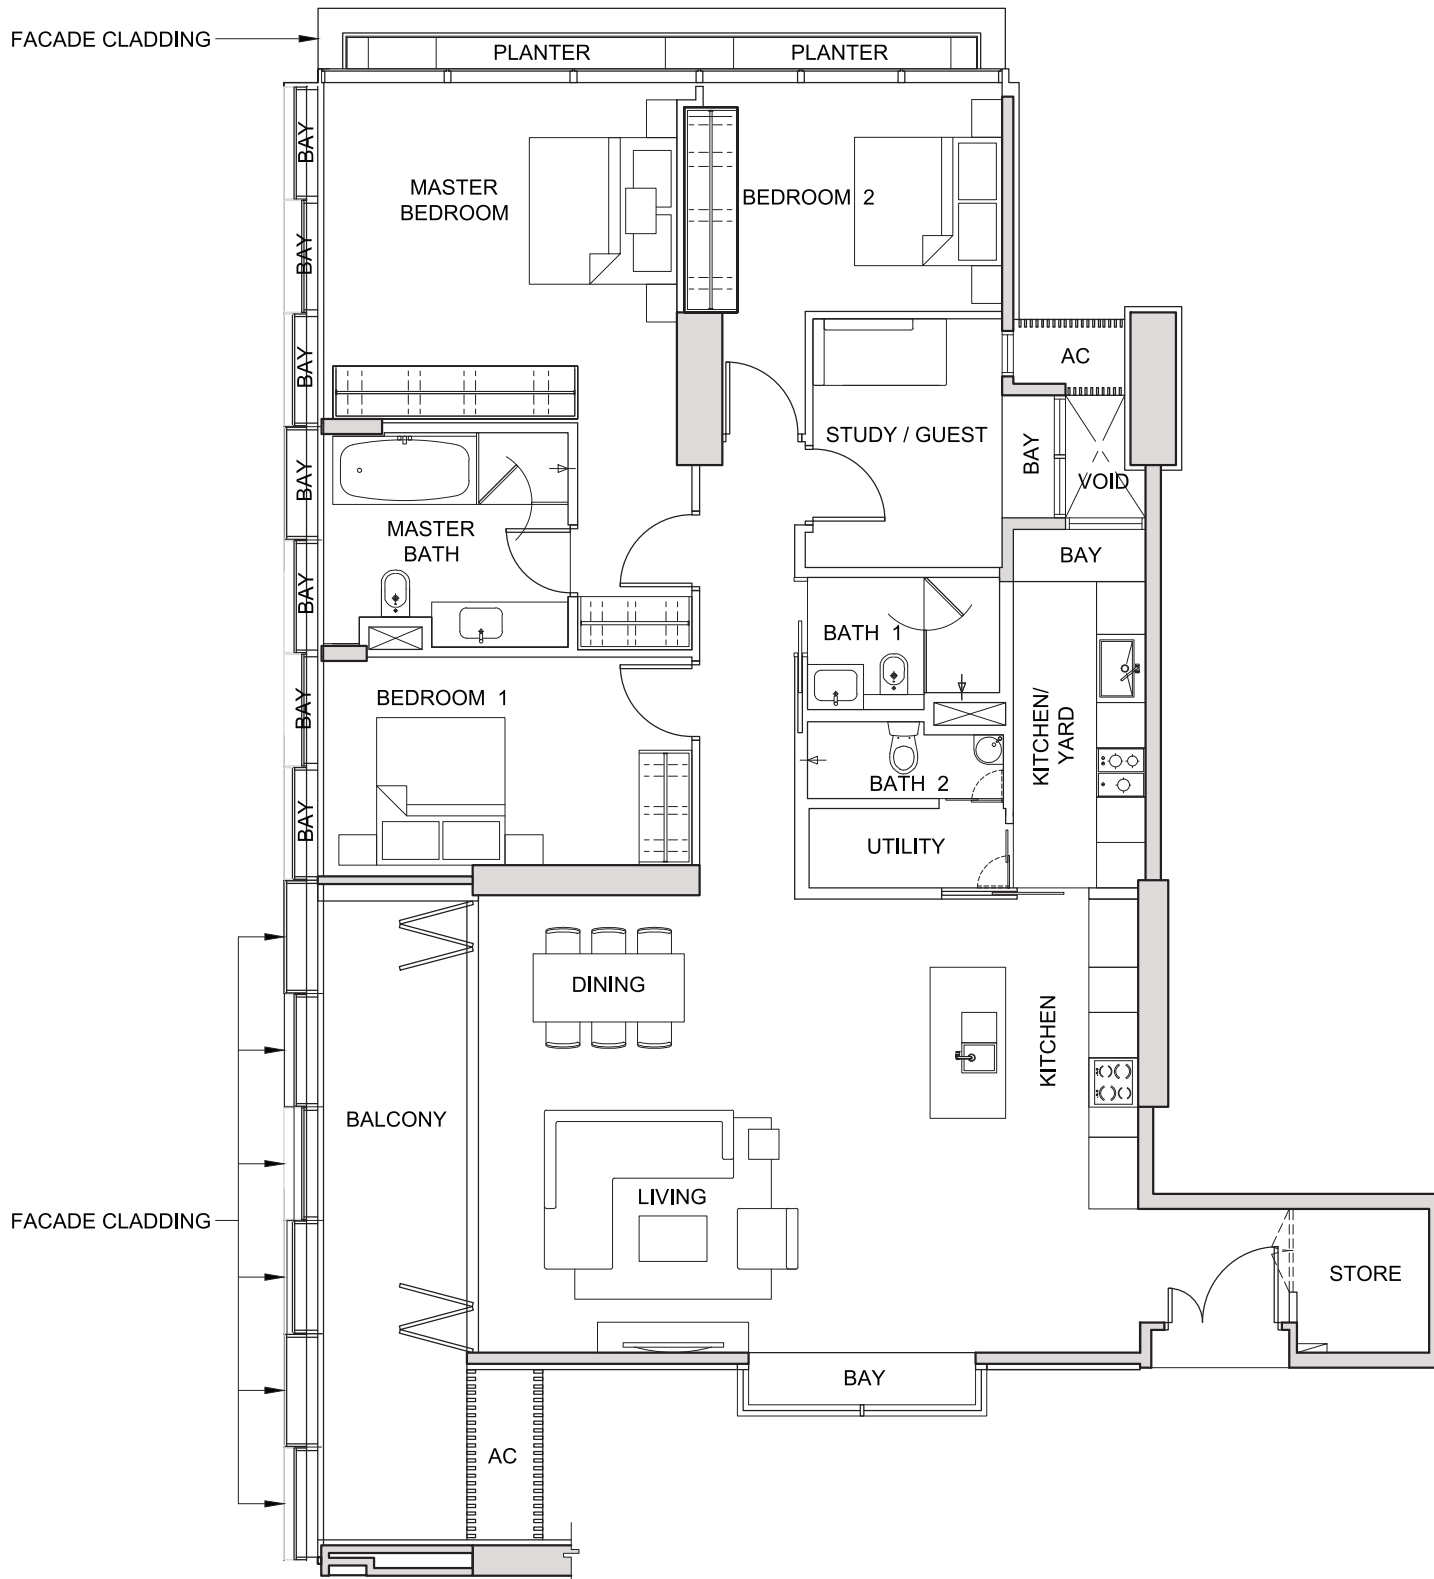 FACADE CLADDING
PLANTER
PLANTER
BAY
MASTER
BEDROOM
BEDROOM 2
BAY
BAY
AC
STUDY / GUEST
BAY
VOID
BAY
MASTER
BATH
BAY
BAY
BATH 1
BEDROOM 1
BAY
KITCHEN/
YARD
BATH 2
BAY
UTILITY
DINING
KITCHEN
BALCONY
LIVING
FACADE CLADDING
STORE
BAY
AC